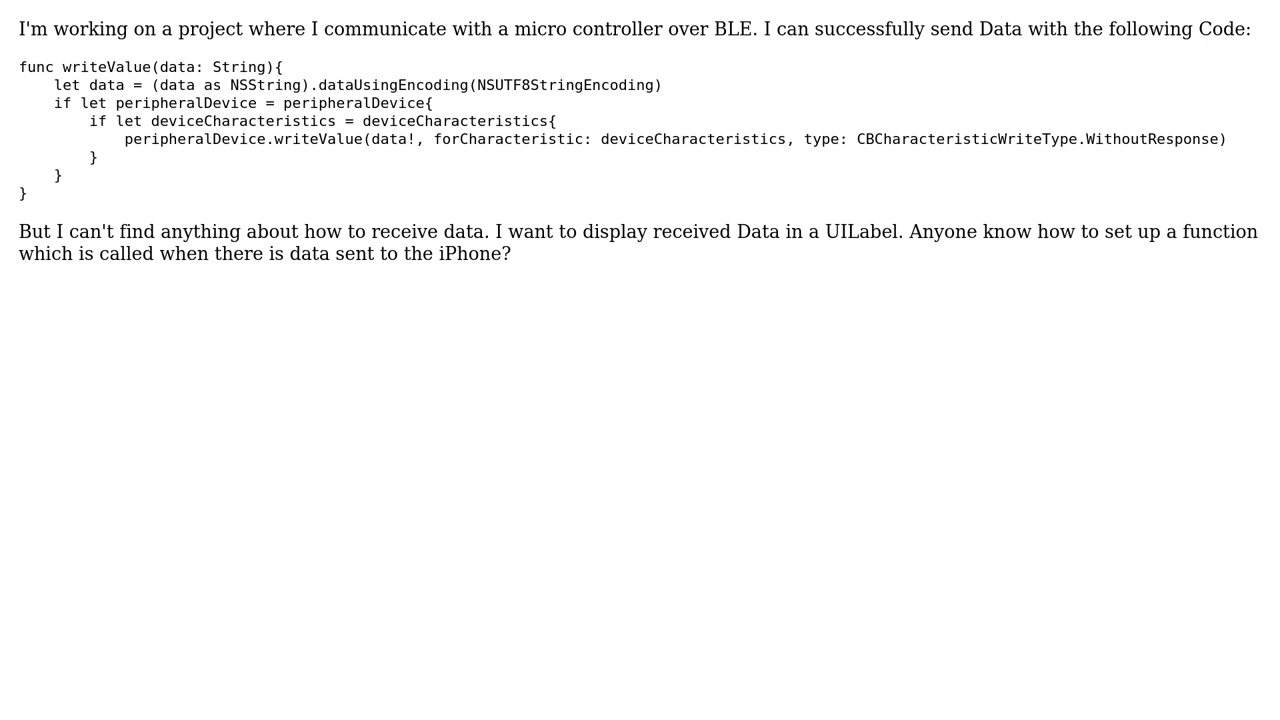 I'm working on a project where I communicate with a micro controller over BLE. I can successfully send Data with the following Code:
func writeValue(data: String){
    let data = (data as NSString).dataUsingEncoding(NSUTF8StringEncoding)
    if let peripheralDevice = peripheralDevice{
        if let deviceCharacteristics = deviceCharacteristics{
            peripheralDevice.writeValue(data!, forCharacteristic: deviceCharacteristics, type: CBCharacteristicWriteType.WithoutResponse)
        }
    }
}
But I can't find anything about how to receive data. I want to display received Data in a UILabel. Anyone know how to set up a function
which is called when there is data sent to the iPhone?